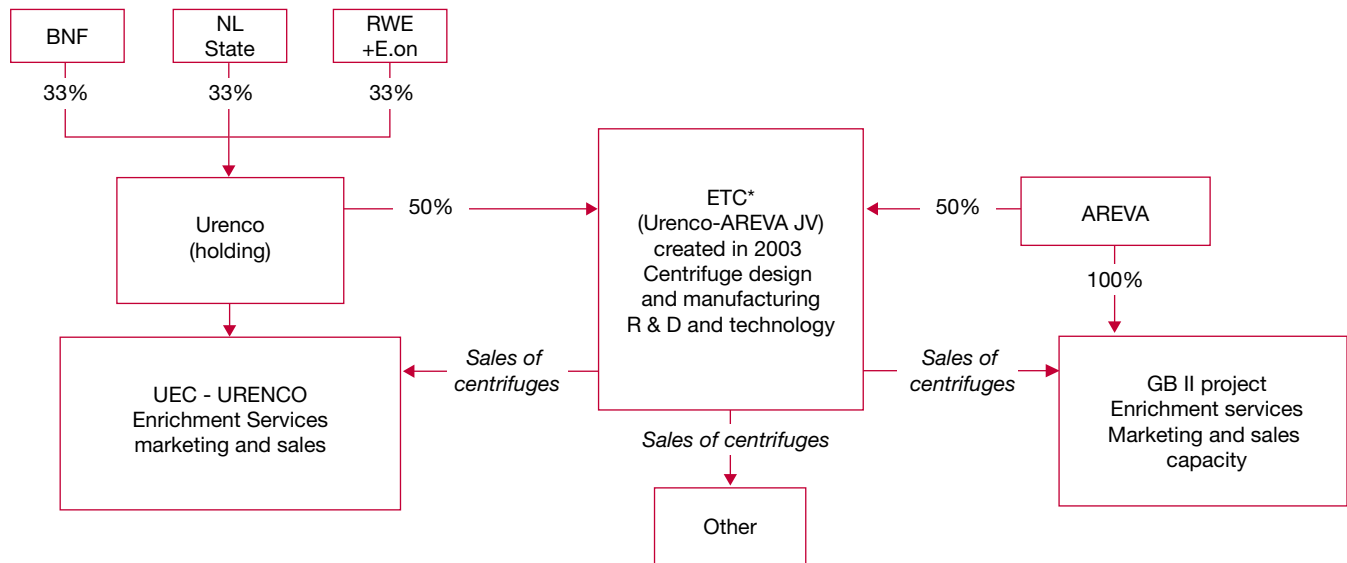 BNF
NL
State
RWE
+E.on
33%
33%
33%
Urenco
(holding)
50%
ETC*
(Urenco-AREVA JV)
created in 2003
Centrifuge design
and manufacturing
R & D and technology
50%
AREVA
100%
UEC - URENCO
Enrichment Services
marketing and sales
Sales of
centrifuges
Sales of
centrifuges
GB II project
Enrichment services
Marketing and sales
capacity
Sales of centrifuges
Other